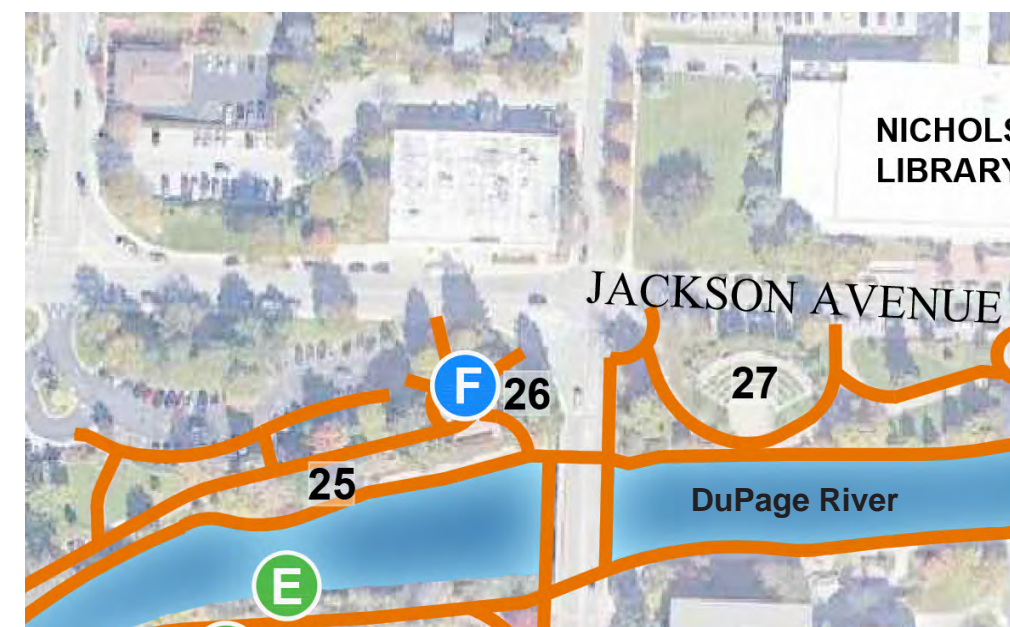 NICHOLS
LIBRARY
JACKSON AVENUE
F
26
27
25
DuPage River
E